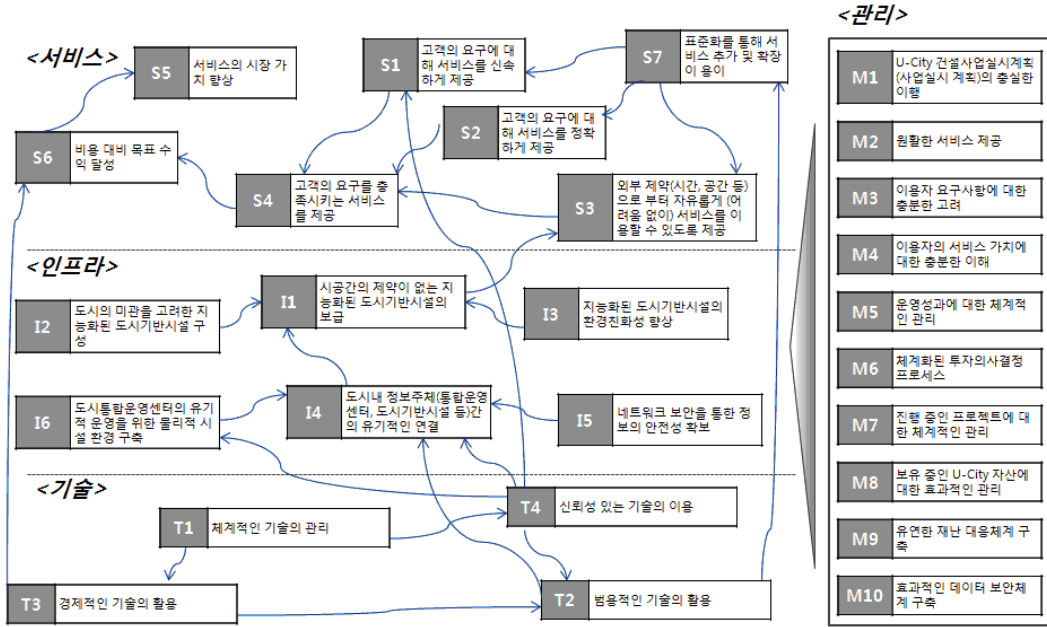 <관리>
<서비스>
S5
서비스의 시장 가
치 향상
S1
고객의 요구에 대
해 서비스를 신속
하게 제공
S7
표준화를 통해 서
비스 추가 및 확장
이 용이
S2
고객의 요구에 대
해 서비스를 정확
하게 제공
S6
비용 대비 목표 수
익 달성
S4
고객의 요구를 충
족시키는 서비스
를 제공
S3
외부 제약(시간, 공간 등)
으로 부터 자유롭게 (어
려움 없이) 서비스를 이
용할 수 있도록 제공
<인프라>
I1
시공간의 제약이 없는 지
능화된 도시기반시설의
보급
I2
도시의 미관을 고려한 지
능화된 도시기반시설 구
성
I3
지능화된 도시기반시설의
환경친화성 향상
I4
도시내 정보주체(통합운영
센터, 도시기반시설 등)간
의 유기적인 연결
I6
도시통합운영센터의 유기
적 운영을 위한 물리적 시
설 환경 구축
I5
네트워크 보안을 통한 정
보의 안전성 확보
<기술>
T4
신뢰성 있는 기술의 이용
T1
체계적인 기술의 관리
T3
경제적인 기술의 활용
T2
범용적인 기술의 활용
M1
U-City 건설사업실시계획
(사업실시 계획)의 충실한
이행
M2
원활한 서비스 제공
M3
이용자 요구사항에 대한
충분한 고려
M4
이용자의 서비스 가치에
대한 충분한 이해
M5
운영성과에 대한 체계적
인 관리
M6
체계화된 투자의사결정
프로세스
M7
진행 중인 프로젝트에 대
한 체계적인 관리
M8
보유 중인 U-City 자산에
대한 효과적인 관리
M9
유연한 재난 대응체계 구
축
M10
효과적인 데이터 보안체
계 구축